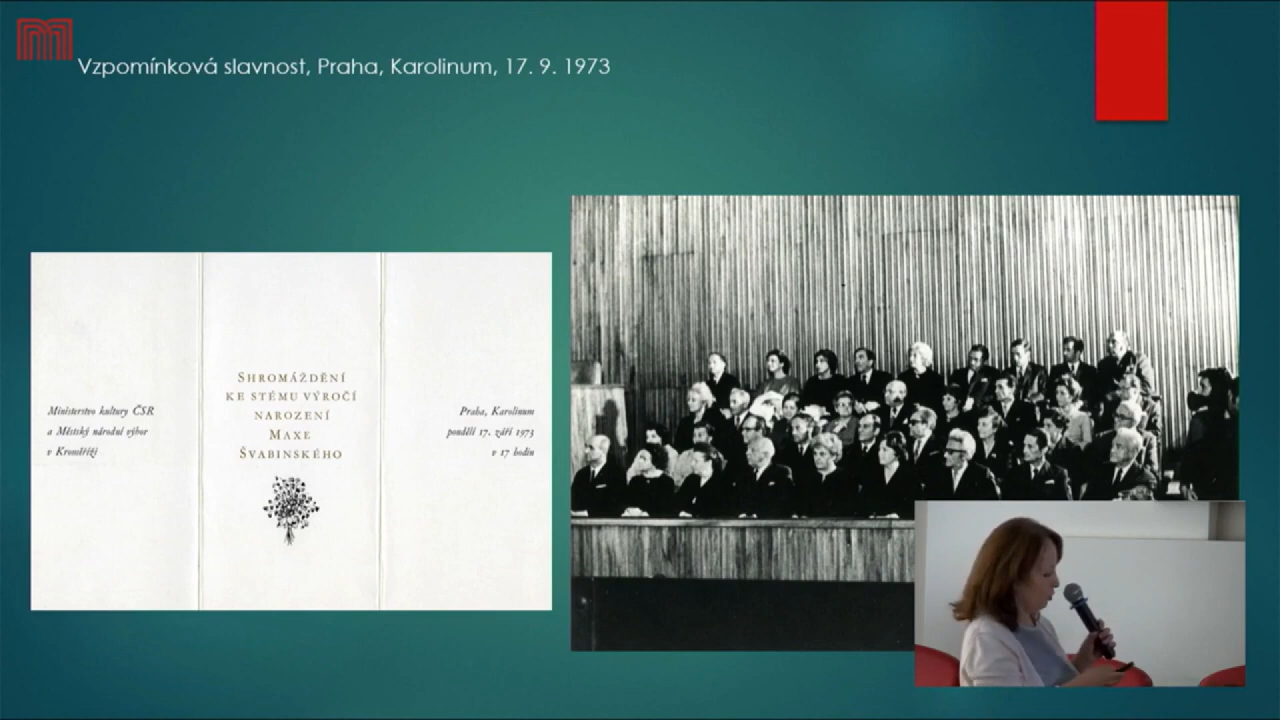 Vzpomínková slavnost, Praha, Karolinum, 17. 9. 1973
Ministerstvo kultury ČSR
a Městský národní výbor
v Kroměříži
Shromáždění
ke stému výročí
narození
Maxe
Švabinského
Praha, Karolinum
pondělí 17. září 1973
v 17 hodin